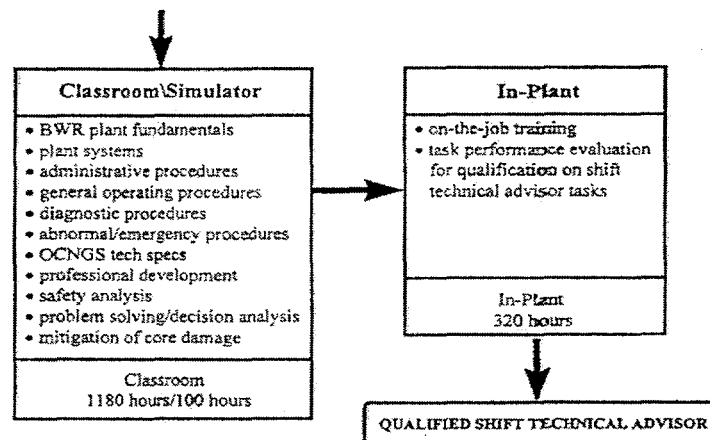 Classroom\Simulator
• BWR plant fundamentals
• plant systems
• administrative procedures
• general operating procedures
• diagnostic procedures
• abnormal/emergency procedures
• OCNGS tech specs
• professional development
• safety analysis
• problem solving/decision analysis
• mitigation of core damage
Classroom
1180 hours/100 hours
In-Plant
• on-the-job training
• task performance evaluation
for qualification on shift
technical advisor tasks
In-Plant
320 hours
QUALIFIED SHIFT TECHNICAL ADVISOR